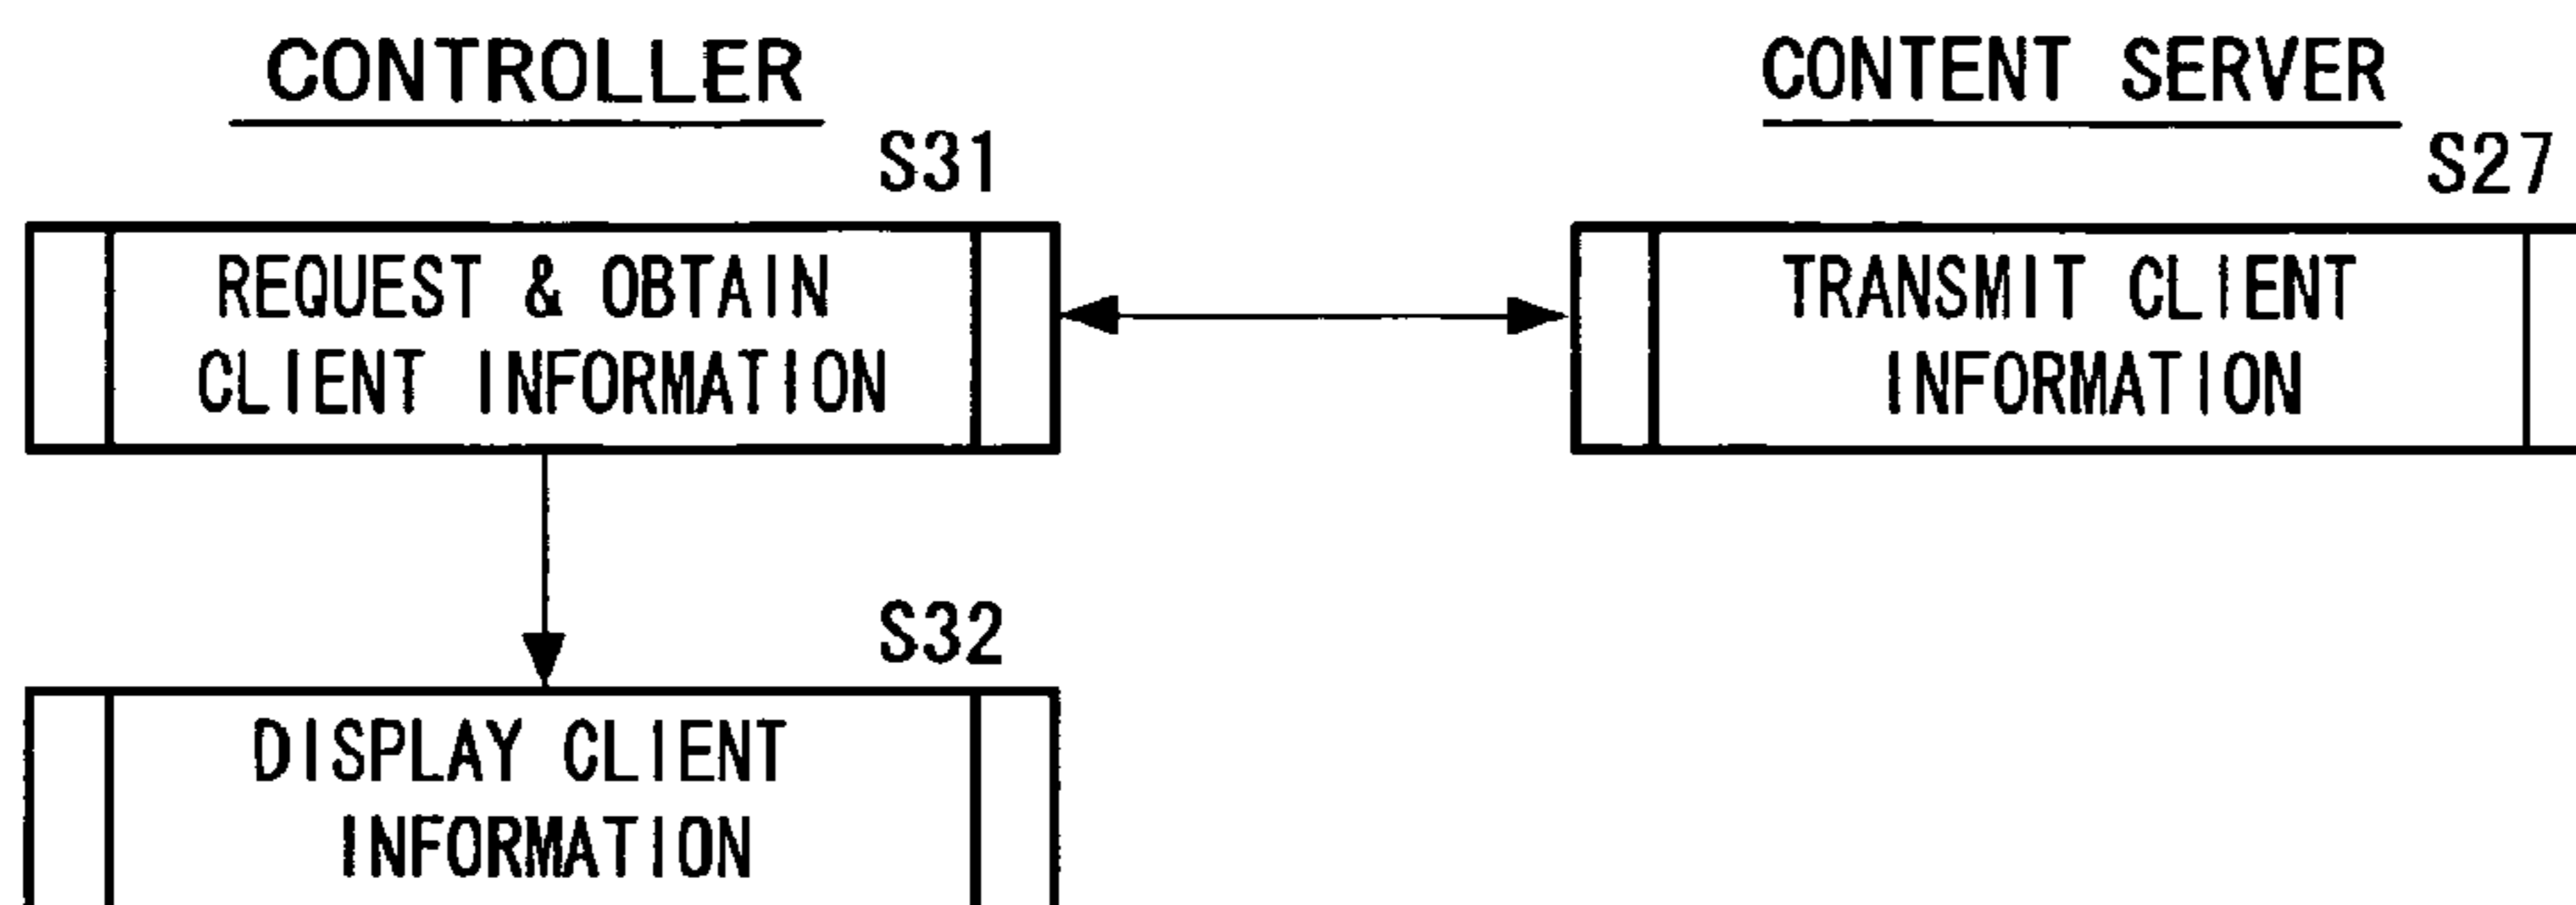 CONTROLLER
CONTENT SERVER
S31
S27
REQUEST & OBTAIN
CLIENT INFORMATION
TRANSMIT CLIENT
INFORMATION
S32
DISPLAY CLIENT
INFORMATION